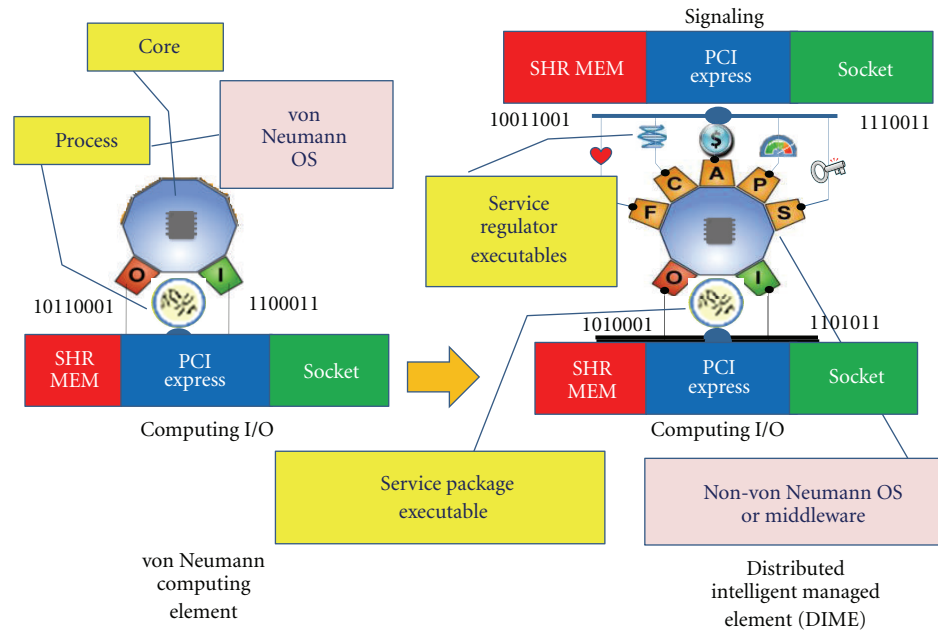 Core
Process
von
Neumann
OS
O
I
10110001
1100011
SHR
MEM
PCI
express
Socket
Computing I/O
von Neumann
computing
element
Signaling
SHR MEM
PCI
express
Socket
10011001
1110011
$
F
C
A
P
S
Service
regulator
executables
O
I
1010001
1101011
SHR
MEM
PCI
express
Socket
Computing I/O
Service package
executable
Non-von Neumann OS
or middleware
Distributed
intelligent managed
element (DIME)